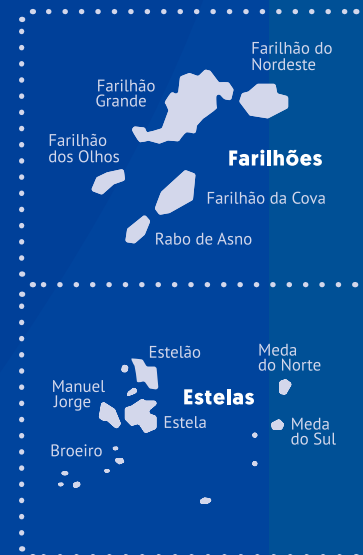 Farilhão do
Nordeste
Farilhão
Grande
Farilhão
dos Olhos
Farilhões
Farilhão da Cova
Rabo de Asno
Estelão
Meda
do Norte
Manuel
Jorge
Estelas
Estela
Meda
do Sul
Broeiro